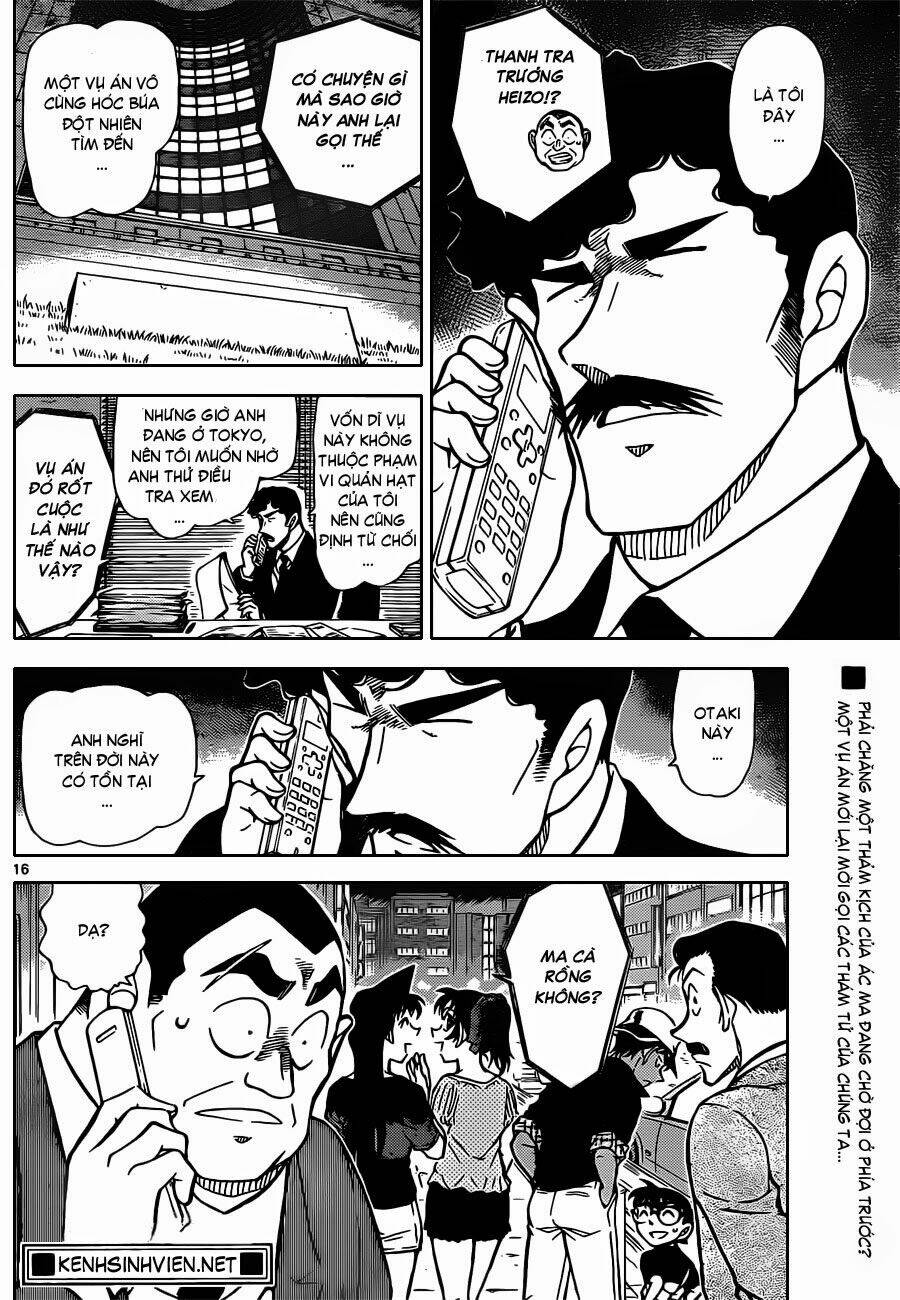 LÀ TÔI
ĐÂY...
THANH TRA
TRƯỞNG
HEIZO!?
CÓ CHUYỆN GÌ
MÀ SAO GIỜ
NÀY ANH LẠI
GỌI THẾ
...
MỘT VỤ ÁN VÔ
CÙNG HÓC BÚA
ĐỘT NHIÊN
TÌM ĐẾN
...
VỐN DĨ VỤ
NÀY KHÔNG
THUỘC PHẠM
VI QUẢN HẠT
CỦA TÔI
NÊN CŨNG
ĐỊNH TỪ CHỐI
...
NHƯNG GIỜ ANH
ĐANG Ở TOKYO,
NÊN TÔI MUỐN NHỜ
ANH THỬ ĐIỀU
TRA XEM
...
VỤ ÁN
ĐÓ RỐT
CUỘC
LÀ NHƯ
THẾ NÀO
VẬY?
OTAKI
NÀY
...
ANH NGHĨ
TRÊN ĐỜI NÀY
CÓ TỒN TẠI
...
MA CÀ
RỒNG
KHÔNG?
DẠ?
PHẢI CHĂNG MỘT THẢM KỊCH CỦA ÁC MA ĐANG CHỜ ĐỢI Ở PHÍA TRƯỚC?
MỘT VỤ ÁN MỚI LẠI MỜI GỌI CÁC THÁM TỬ CỦA CHÚNG TA...
16
KENHSINHVIEN.NET